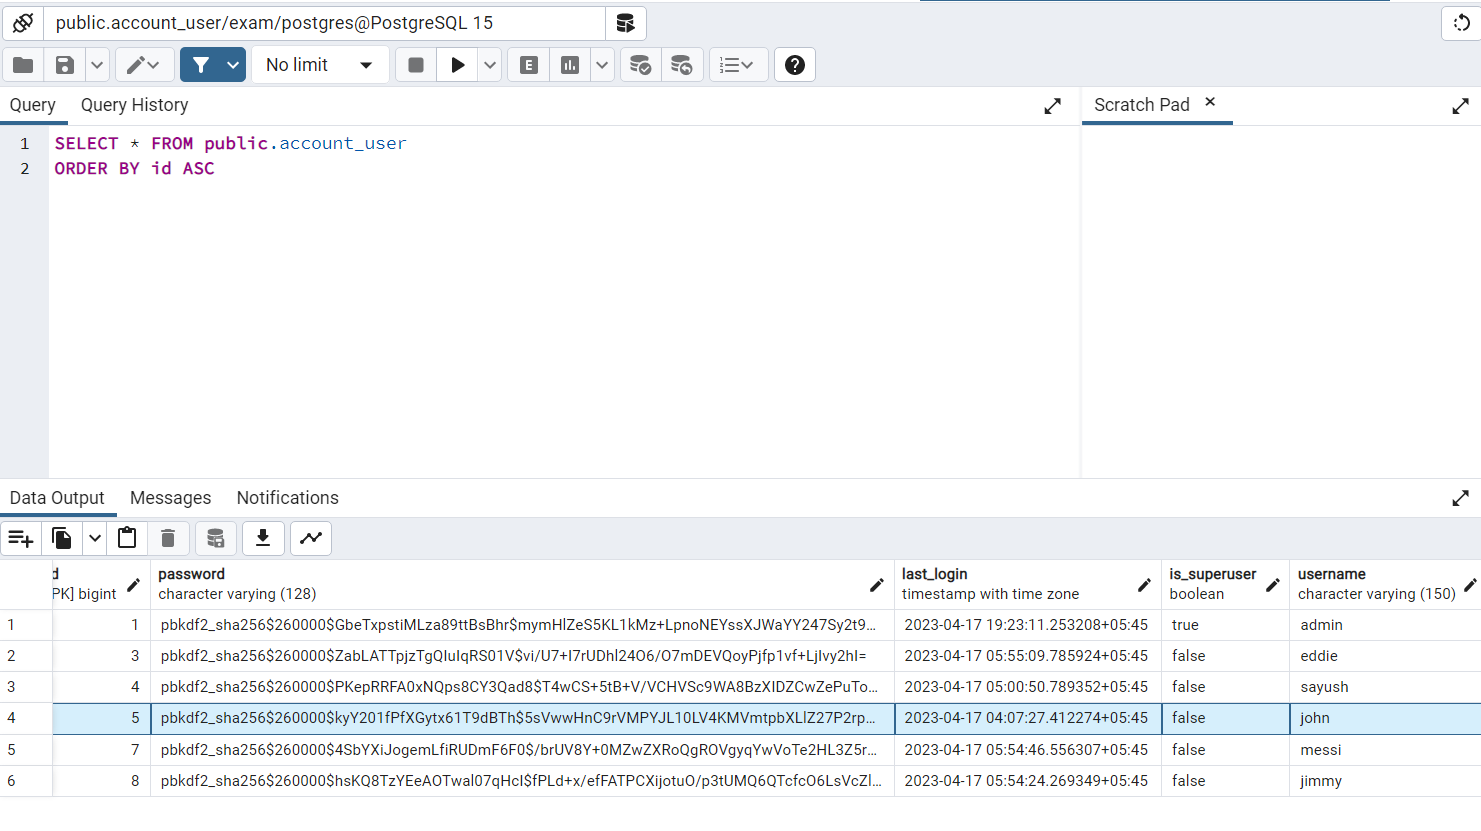 public.account_user/exam/postgres@PostgreSQL 15
No limit
E
Query Query History
Scratch Pad
1 SELECT * FROM public.account_user
2 ORDER BY id ASC
Data Output Messages Notifications
d password last_login is_superuser username
PK] bigint character varying (128) timestamp with time zone boolean character varying (150)
1 1 pbkdf2_sha256$260000$GbeTxpstiMLza89ttBsBhr$mymHlZeS5KL1kMz+LpnoNEYssXJWaYY247Sy2t9... 2023-04-17 19:23:11.253208+05:45 true admin
2 3 pbkdf2_sha256$260000$ZabLATTpjzTgQIuIqRS01V$vi/U7+I7rUDhl24O6/O7mDEVQoyPjfp1vf+LjIvy2hI= 2023-04-17 05:55:09.785924+05:45 false eddie
3 4 pbkdf2_sha256$260000$PKepRRFA0xNQps8CY3Qad8$T4wCS+5tB+V/VCHVSc9WA8BzXIDZCwZePuTo... 2023-04-17 05:00:50.789352+05:45 false sayush
4 5 pbkdf2_sha256$260000$kyY201fPfXGytx61T9dBTh$5sVwwHnC9rVMPYJL10LV4KMVmtpbXLlZ27P2rp... 2023-04-17 04:07:27.412274+05:45 false john
5 7 pbkdf2_sha256$260000$4SbYXiJogemLfiRUDmF6F0$/brUV8Y+0MZwZXRoQgROVgyqYwVoTe2HL3Z5r... 2023-04-17 05:54:46.556307+05:45 false messi
6 8 pbkdf2_sha256$260000$hsKQ8TzYEeAOTwal07qHcI$fPLd+x/efFATPCXijotuO/p3tUMQ6QTcfcO6LsVcZl... 2023-04-17 05:54:24.269349+05:45 false jimmy